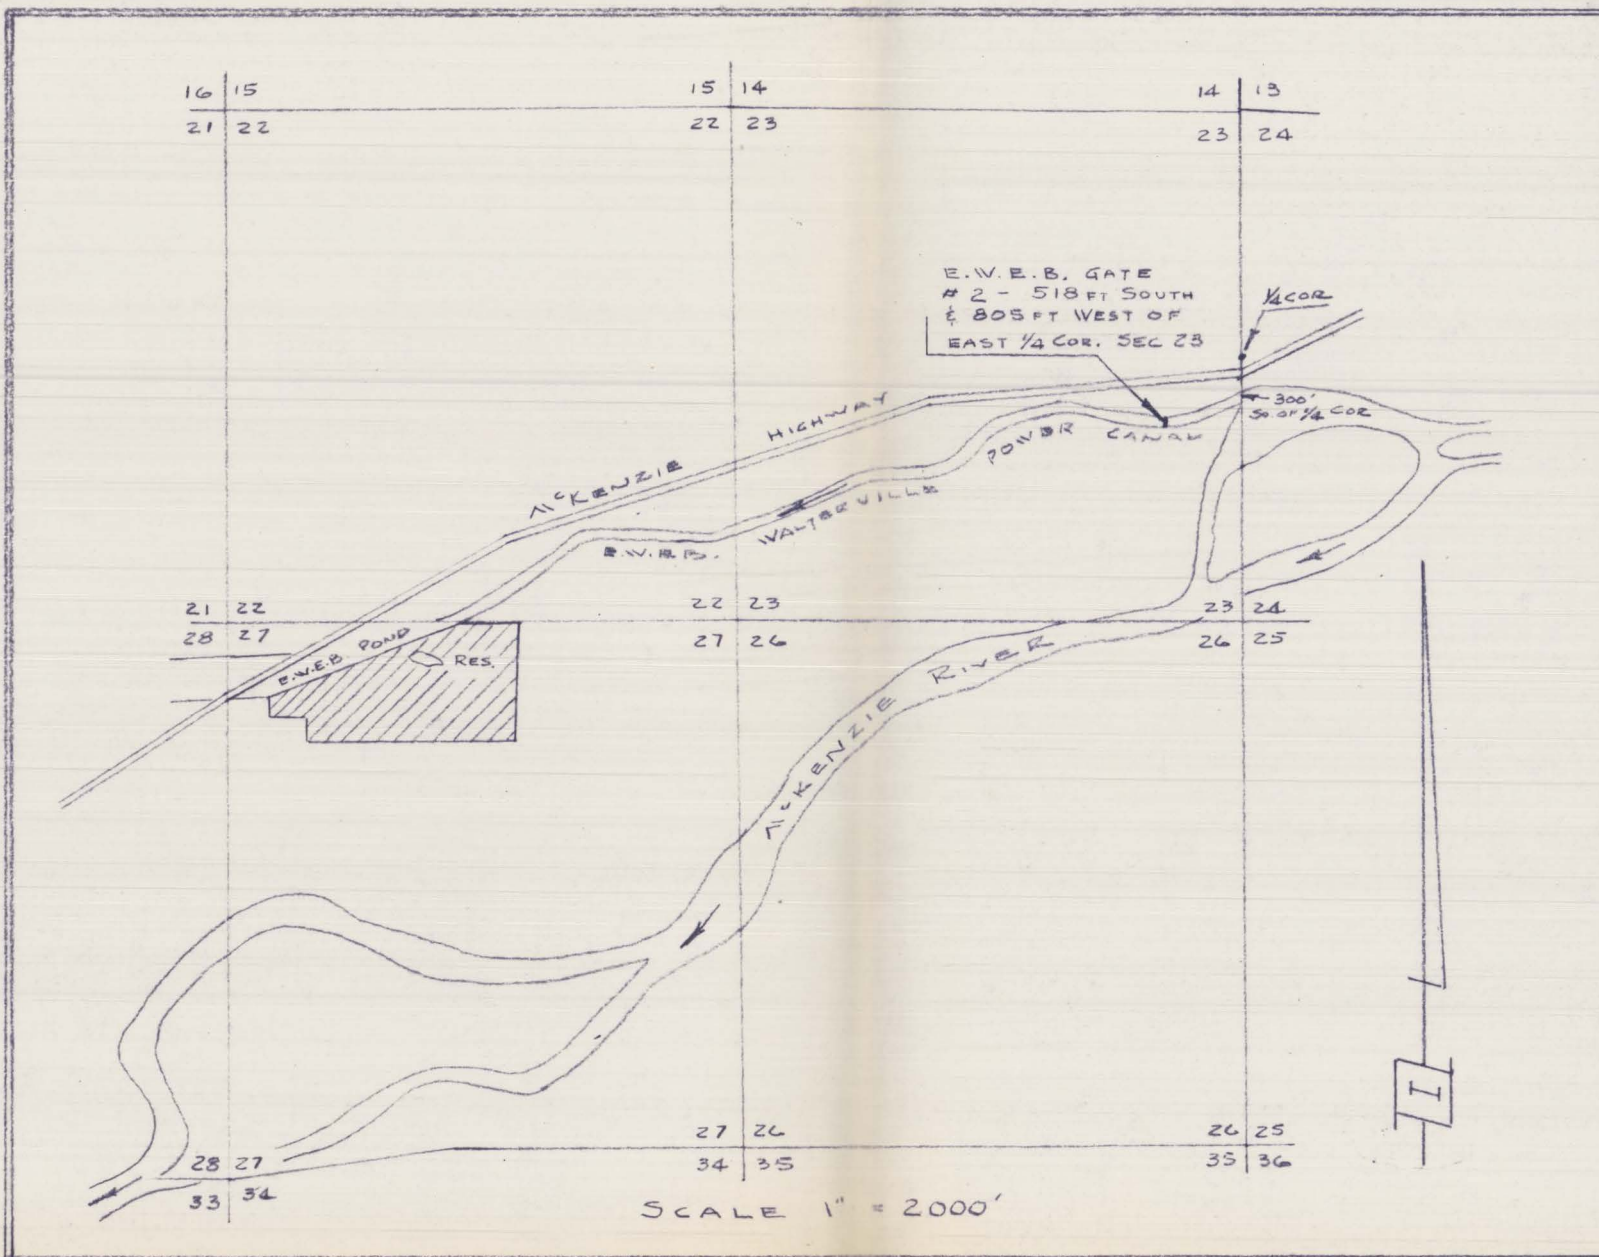 16 15
15 14
14 13
21 22
22 23
23 24
E.W.E.B. GATE
# 2 - 518 FT SOUTH
& 805 FT WEST OF
EAST 1/4 COR. SEC 23
1/4 COR
300'
SO. OF 1/4 COR
McKENZIE HIGHWAY
E.W.E.B. WALTERVILLE POWER CANAL
21 22
22 23
23 24
28 27
27 26
26 25
E.W.E.B POND
RES.
McKENZIE RIVER
27 26
26 25
28 27
34 35
35 36
33 34
SCALE 1" = 2000'